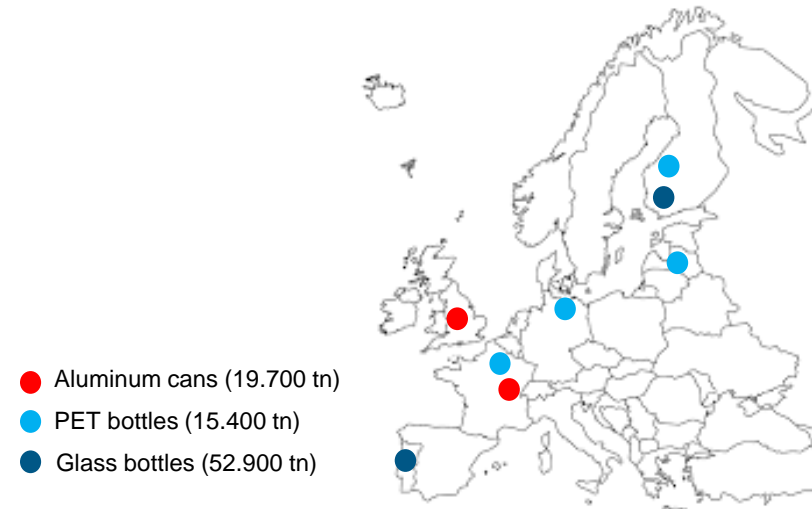 Aluminum cans (19.700 tn)
PET bottles (15.400 tn)
Glass bottles (52.900 tn)